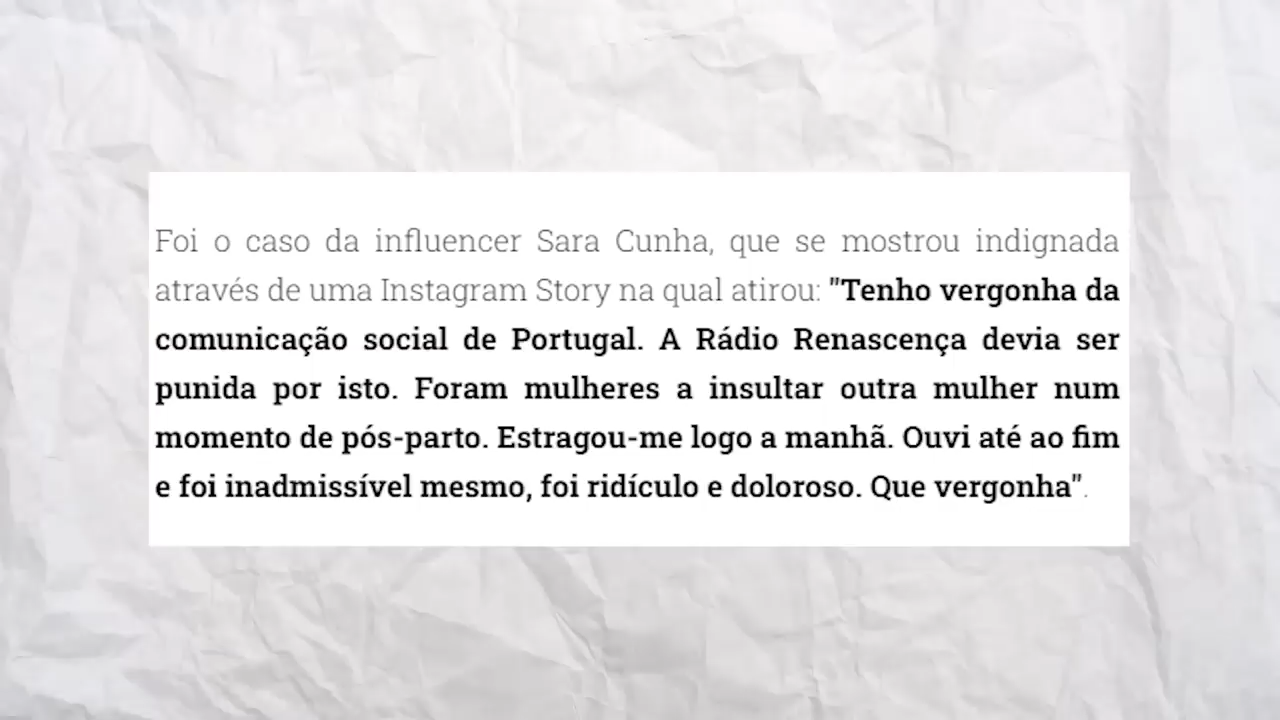 Foi o caso da influencer Sara Cunha, que se mostrou indignada
através de uma Instagram Story na qual atirou: "Tenho vergonha da
comunicação social de Portugal. A Rádio Renascença devia ser
punida por isto. Foram mulheres a insultar outra mulher num
momento de pós-parto. Estragou-me logo a manhã. Ouvi até ao fim
e foi inadmissível mesmo, foi ridículo e doloroso. Que vergonha".